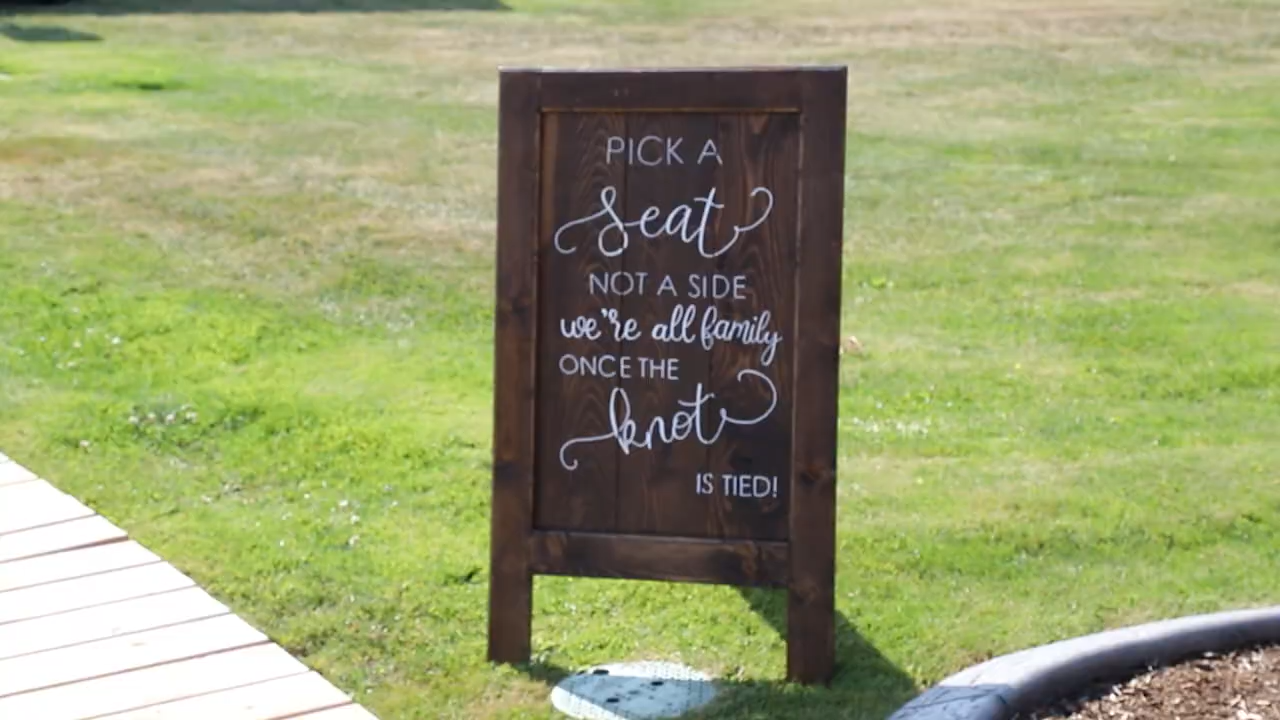 PICK A
Seat
NOT A SIDE
we're all family
ONCE THE
knot
IS TIED!